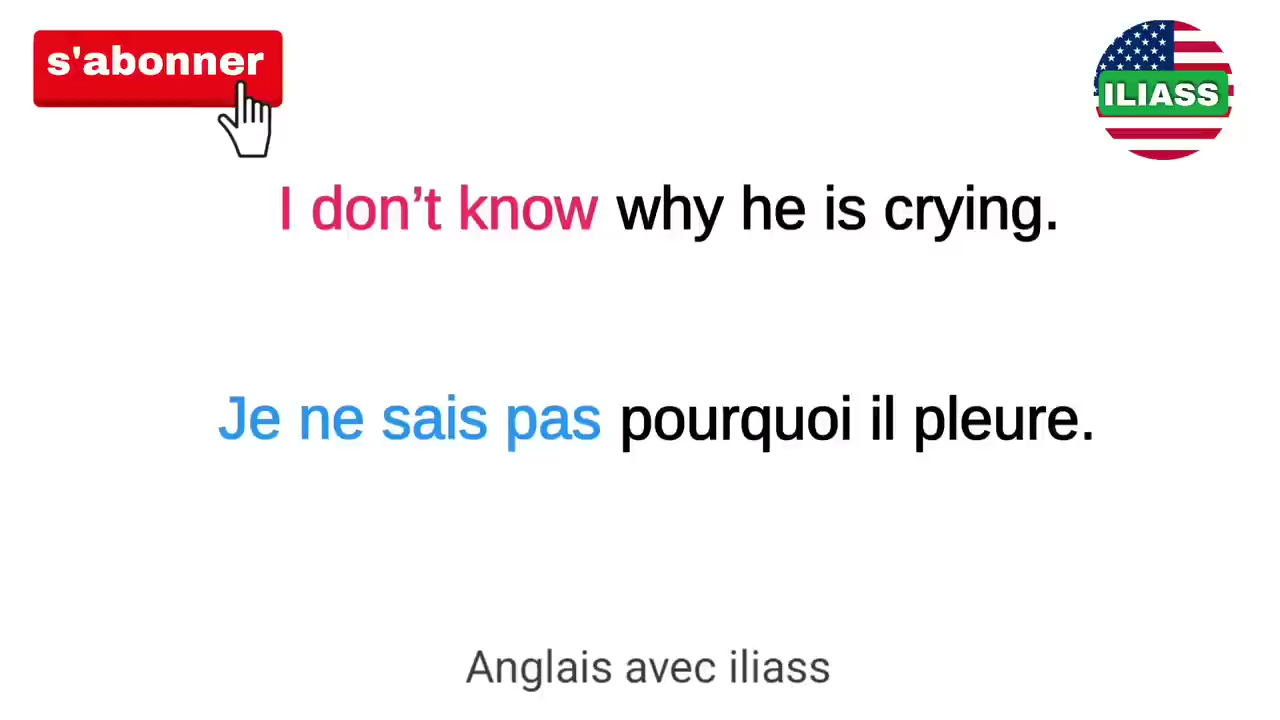 s'abonner
ILIASS
I don’t know why he is crying.
Je ne sais pas pourquoi il pleure.
Anglais avec iliass